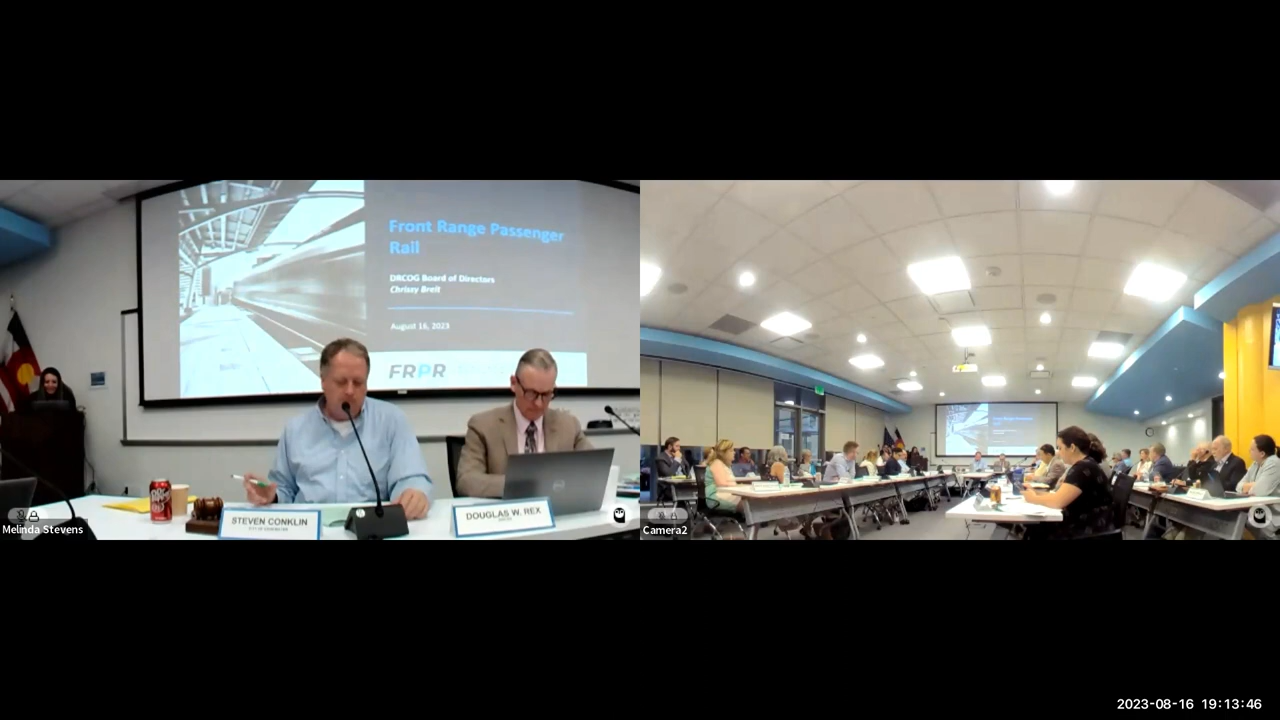 Front Range Passenger
Rail
DRCOG Board of Directors
Chrissy Breit
August 16, 2023
FRPR
STEVEN CONKLIN
DOUGLAS W. REX
Melinda Stevens
Camera2
2023-08-16 19:13:46